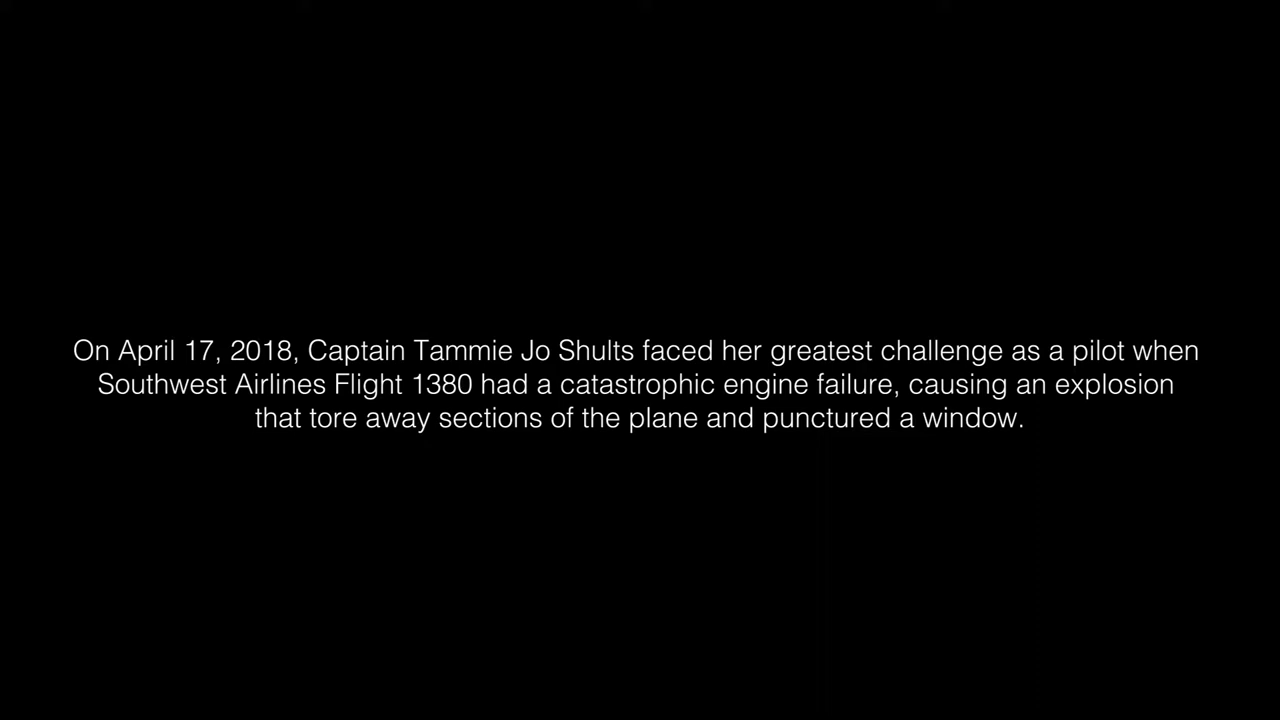 On April 17, 2018, Captain Tammie Jo Shults faced her greatest challenge as a pilot when
Southwest Airlines Flight 1380 had a catastrophic engine failure, causing an explosion
that tore away sections of the plane and punctured a window.